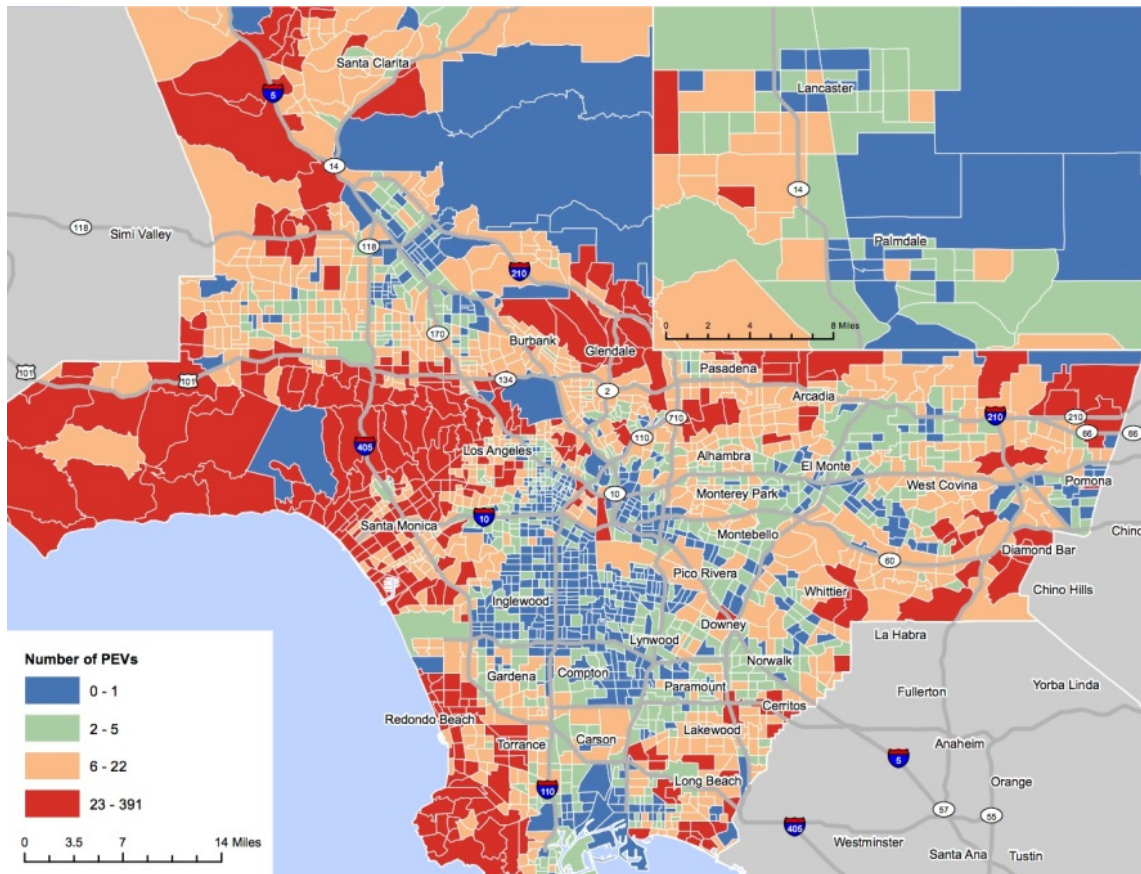 Santa Clarita
5
14
118
Simi Valley
118
210
170
Burbank
Glendale
101
101
134
2
Pasadena
Arcadia
710
110
405
Los Angeles
Alhambra
El Monte
210
210
66
66
Monterey Park
West Covina
Pomona
10
Santa Monica
10
Montebello
Chino
60
Diamond Bar
Pico Rivera
Whittier
Chino Hills
Inglewood
Downey
La Habra
Lynwood
Norwalk
Gardena
Compton
Paramount
Fullerton
Yorba Linda
Cerritos
Redondo Beach
Torrance
Carson
Lakewood
Anaheim
5
Long Beach
Orange
110
57
55
405
Westminster
Santa Ana
Tustin
Lancaster
14
Palmdale
0 2 4 6 8 Miles
Number of PEVs
0 - 1
2 - 5
6 - 22
23 - 391
0 3.5 7 14 Miles